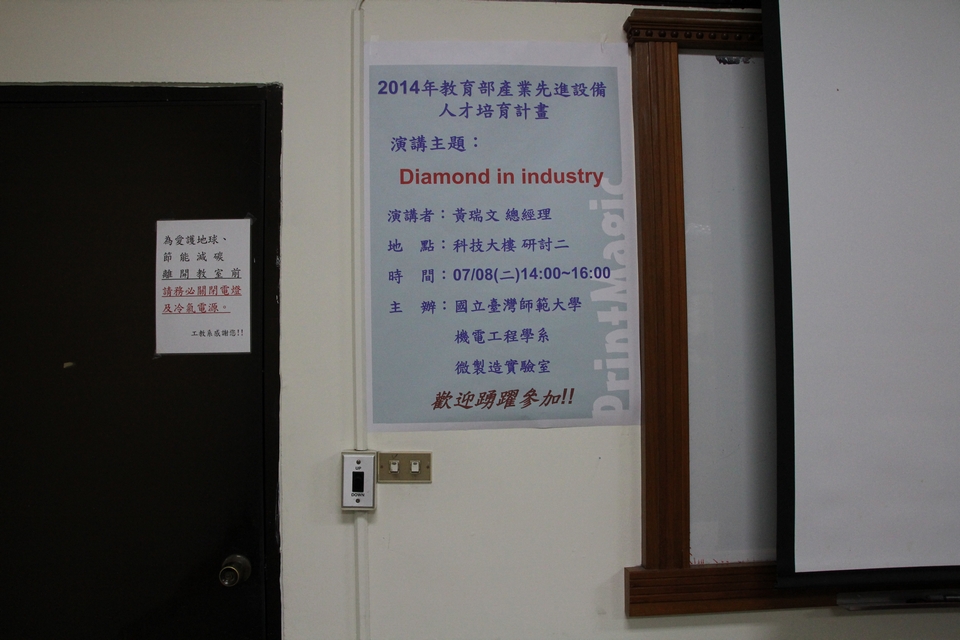 2014年教育部產業先進設備
人才培育計畫
演講主題：
Diamond in industry
演講者：黃瑞文 總經理
地　點：科技大樓 研討二
時　間：07/08(二)14:00~16:00
主　辦：國立臺灣師範大學
機電工程學系
微製造實驗室
歡迎踴躍參加!!
PrintMagic
為愛護地球、
節能減碳
離開教室前
請務必關閉電燈
及冷氣電源。
工教系感謝您!!
UP
DOWN